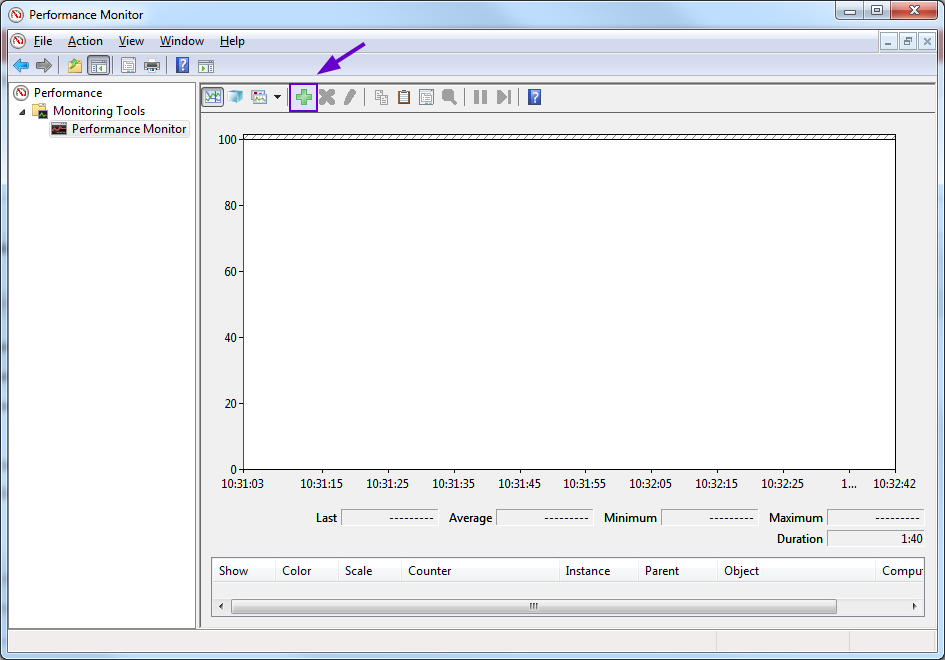 Performance Monitor
File Action View Window Help
Performance
Monitoring Tools
Performance Monitor
100
80
60
40
20
0
10:31:03 10:31:15 10:31:25 10:31:35 10:31:45 10:31:55 10:32:05 10:32:15 10:32:25 1... 10:32:42
Last --------- Average --------- Minimum --------- Maximum ---------
Duration 1:40
Show Color Scale Counter Instance Parent Object Compu